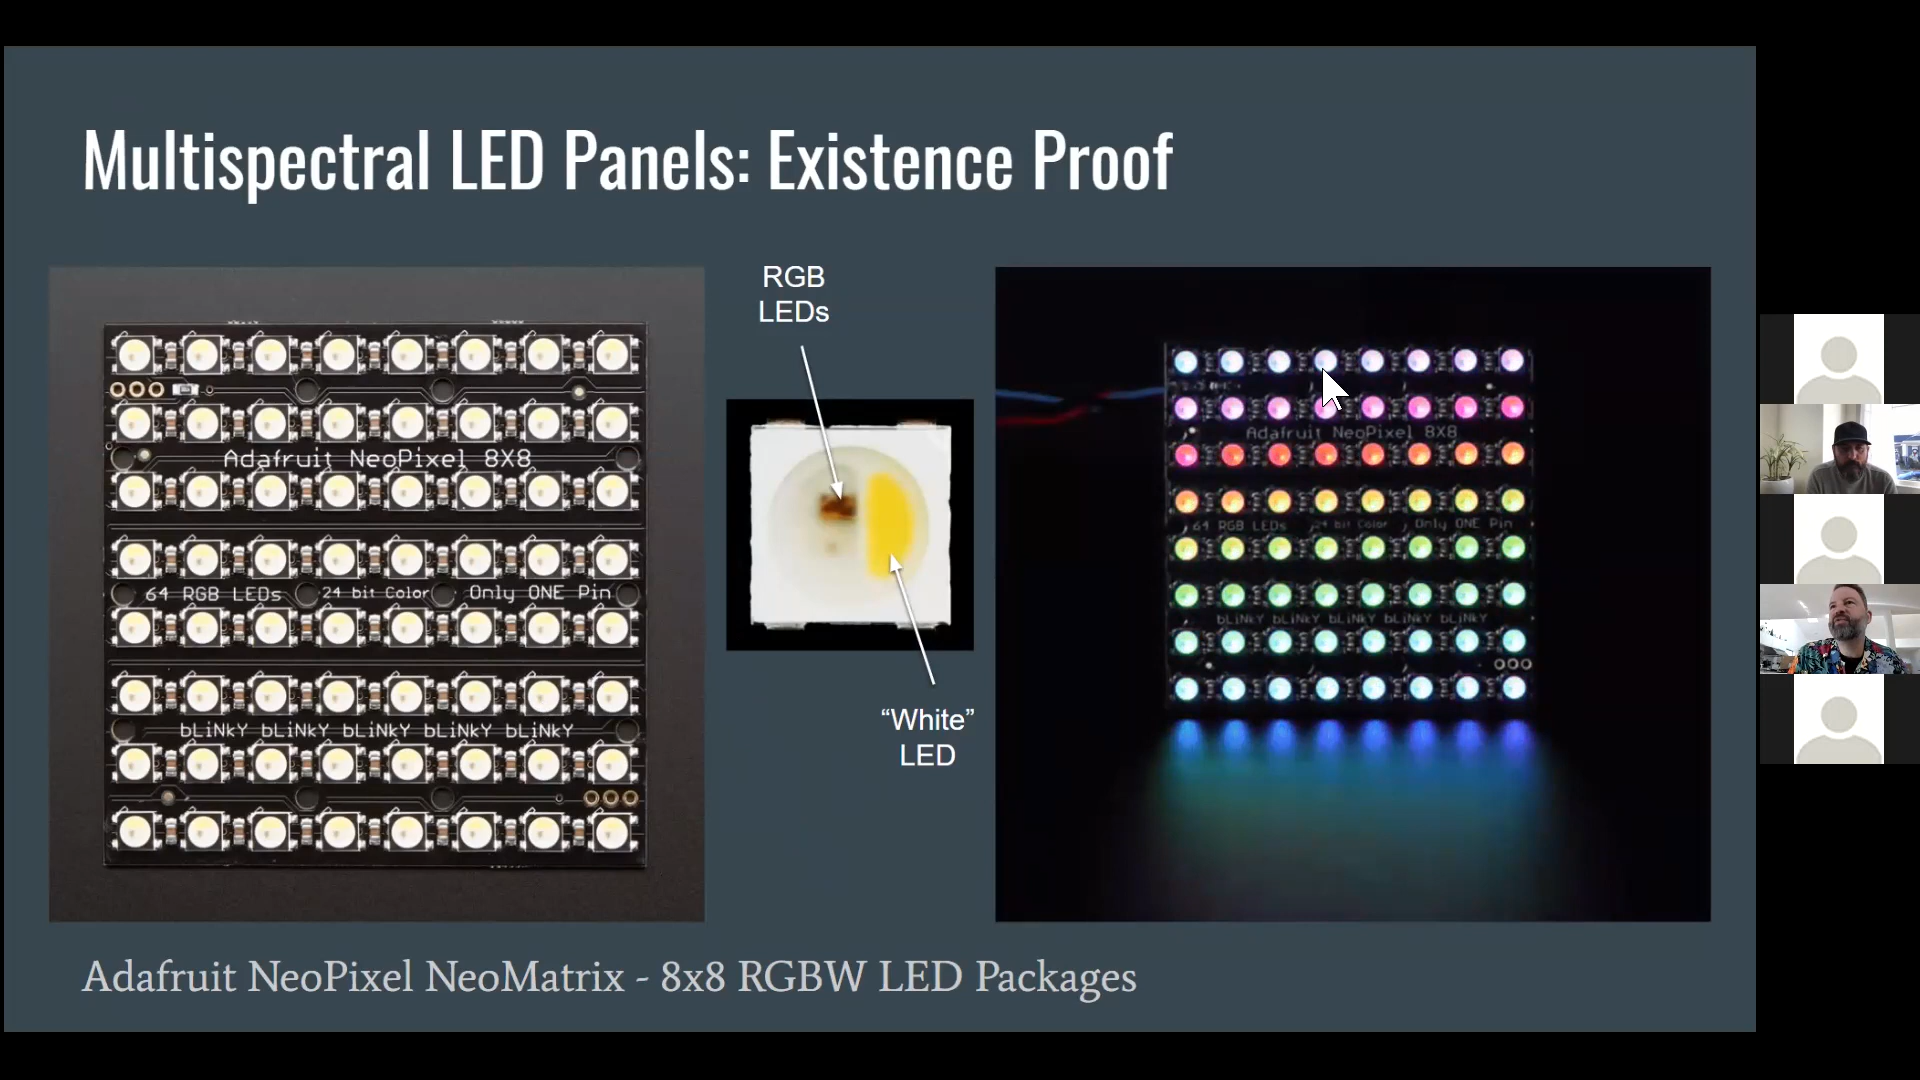 Multispectral LED Panels: Existence Proof
RGB
LEDs
Adafruit NeoPixel 8X8
64 RGB LEDs 24 bit Color Only ONE Pin
bLiNkY bLiNkY bLiNkY bLiNkY bLiNkY
“White”
LED
Adafruit NeoPixel 8X8
64 RGB LEDs 24 bit Color Only ONE Pin
bLiNkY bLiNkY bLiNkY bLiNkY bLiNkY
Adafruit NeoPixel NeoMatrix - 8x8 RGBW LED Packages